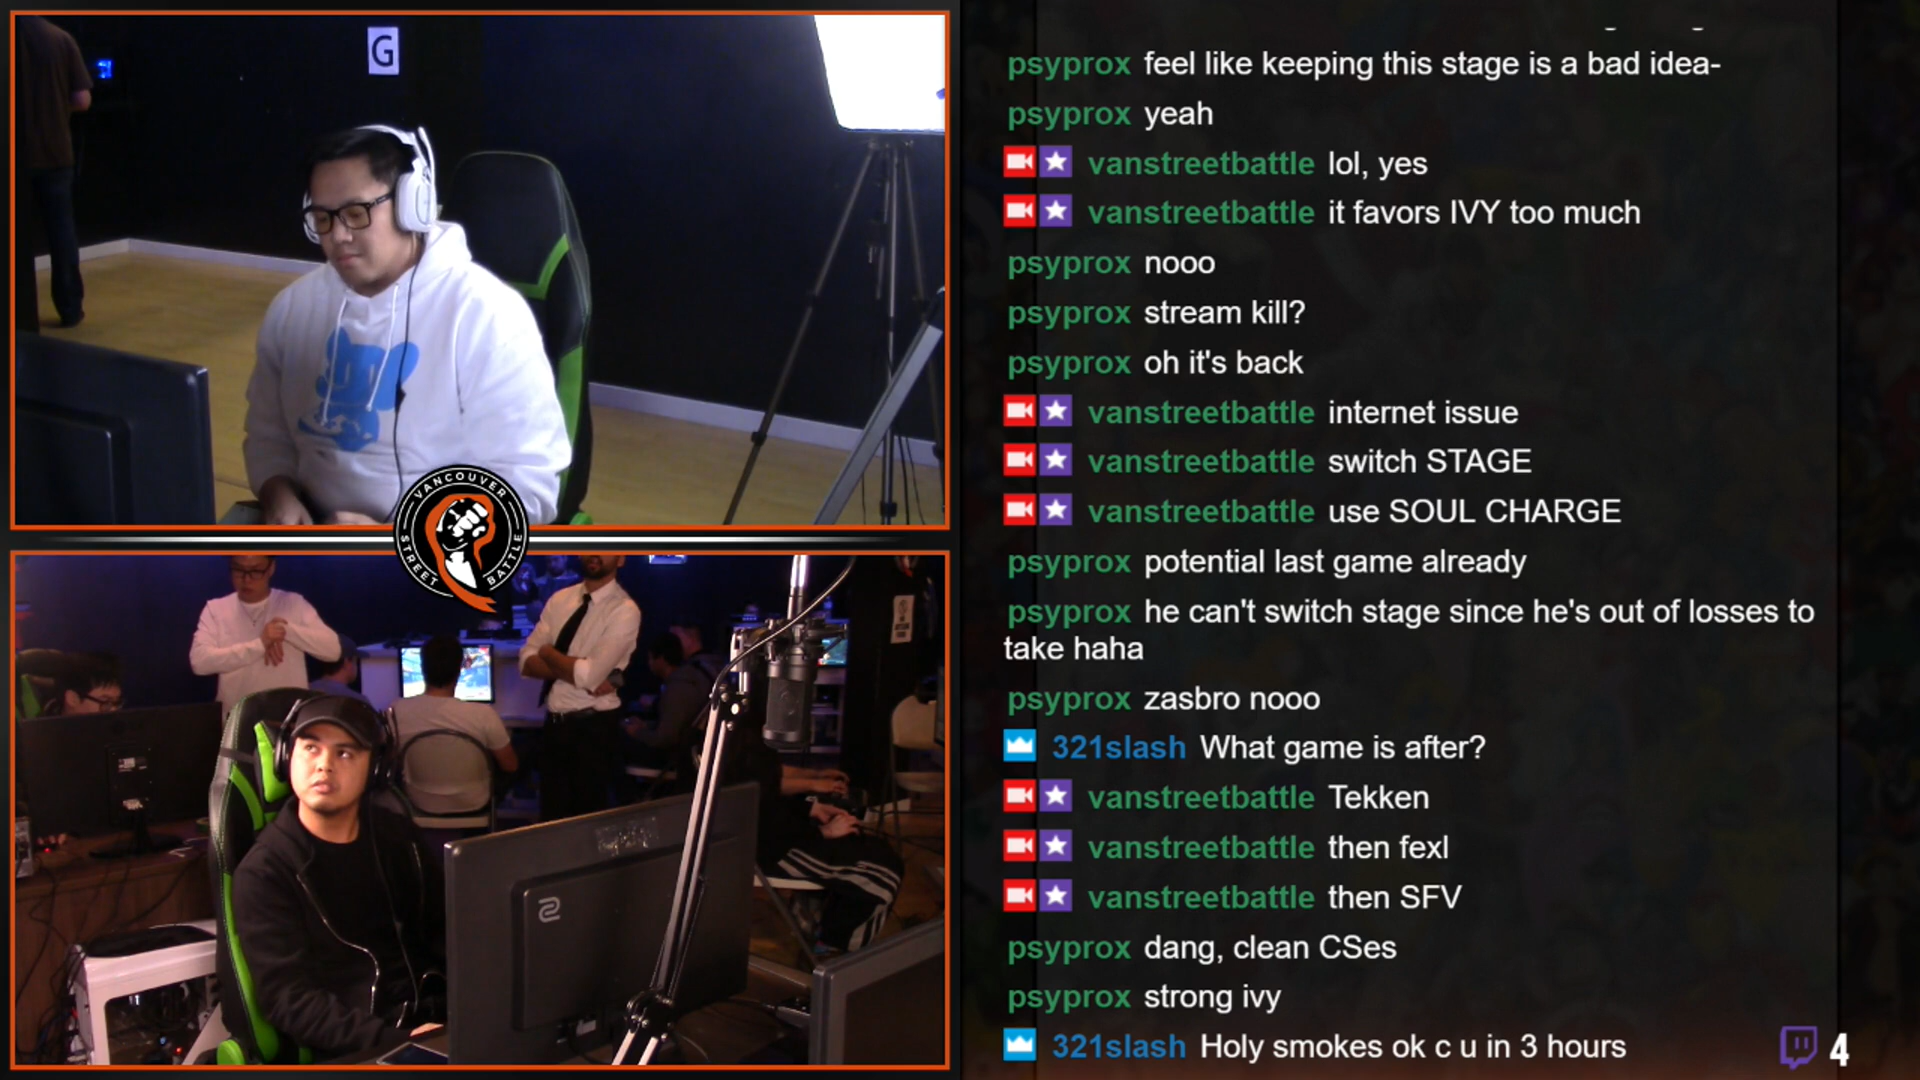 G
VANCOUVER
STREET BATTLE
psyprox feel like keeping this stage is a bad idea-
psyprox yeah
vanstreetbattle lol, yes
vanstreetbattle it favors IVY too much
psyprox nooo
psyprox stream kill?
psyprox oh it's back
vanstreetbattle internet issue
vanstreetbattle switch STAGE
vanstreetbattle use SOUL CHARGE
psyprox potential last game already
psyprox he can't switch stage since he's out of losses to
take haha
psyprox zasbro nooo
321slash What game is after?
vanstreetbattle Tekken
vanstreetbattle then fexl
vanstreetbattle then SFV
psyprox dang, clean CSes
psyprox strong ivy
321slash Holy smokes ok c u in 3 hours
4